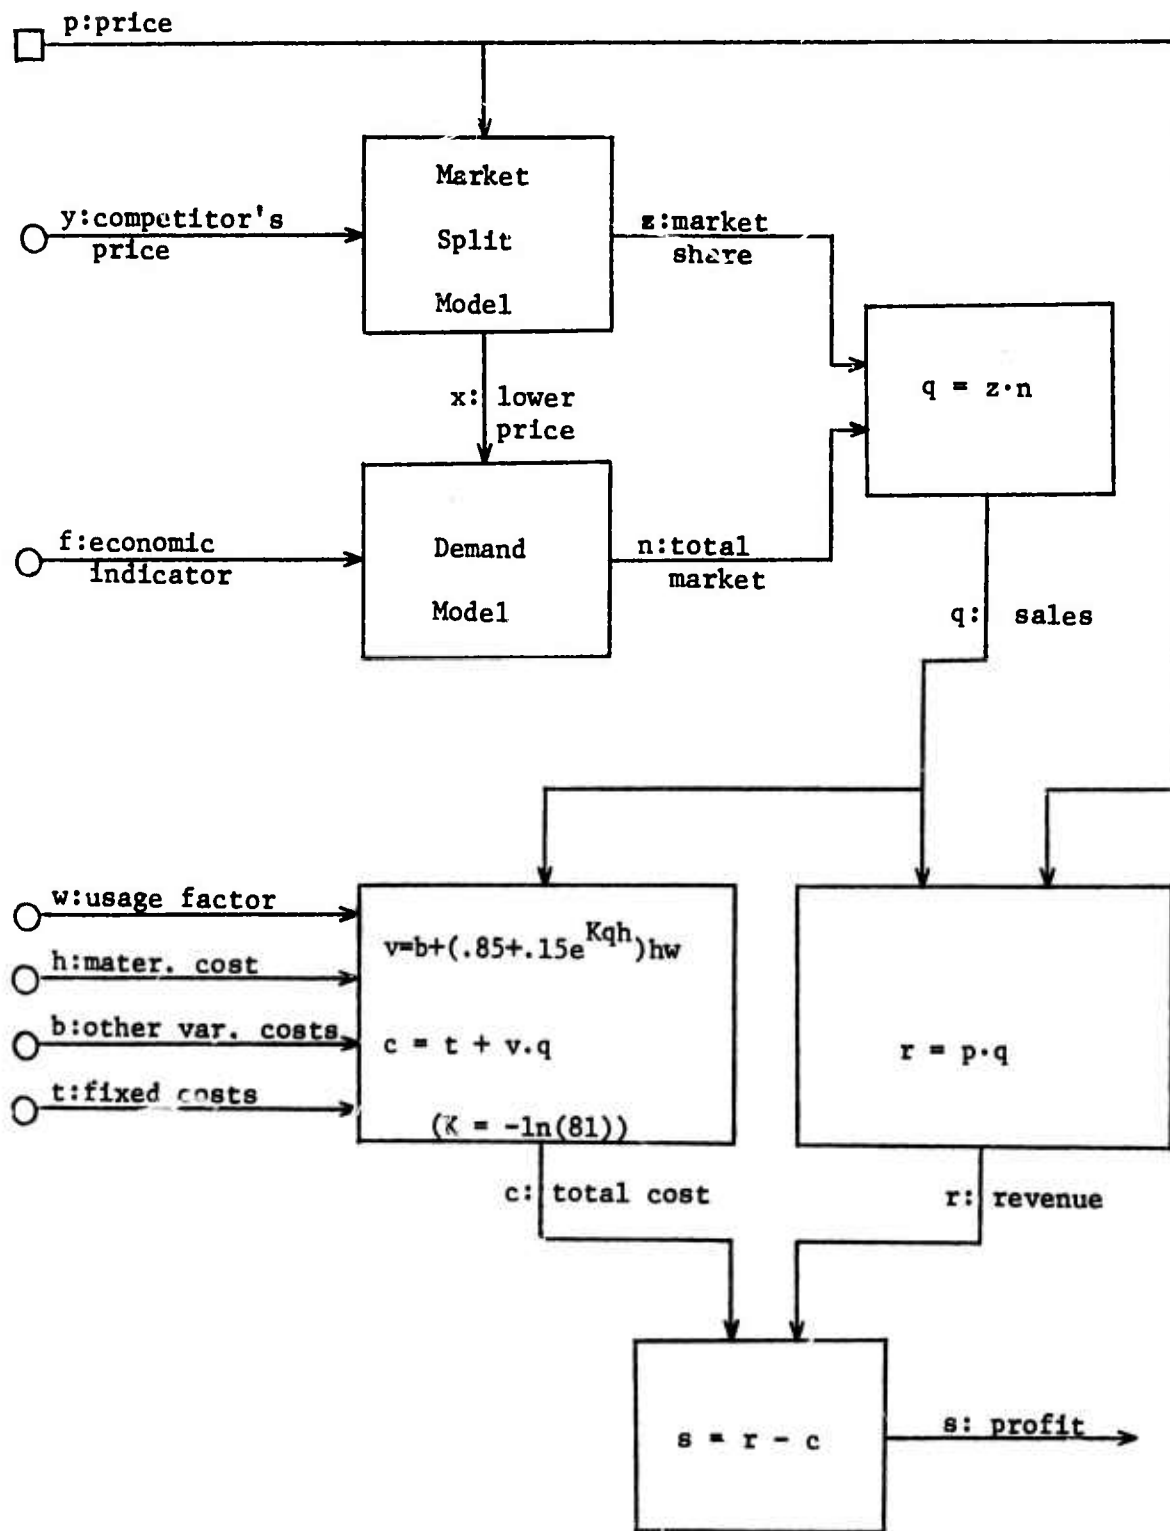 p:price
Market
Split
Model
y:competitor's
price
z:market
share
x: lower
price
q = z·n
f:economic
indicator
Demand
Model
n:total
market
q: sales
w:usage factor
h:mater. cost
b:other var. costs
t:fixed costs
v=b+(.85+.15e^Kqh)hw
c = t + v.q
(K = -ln(81))
r = p·q
c: total cost
r: revenue
s = r - c
s: profit